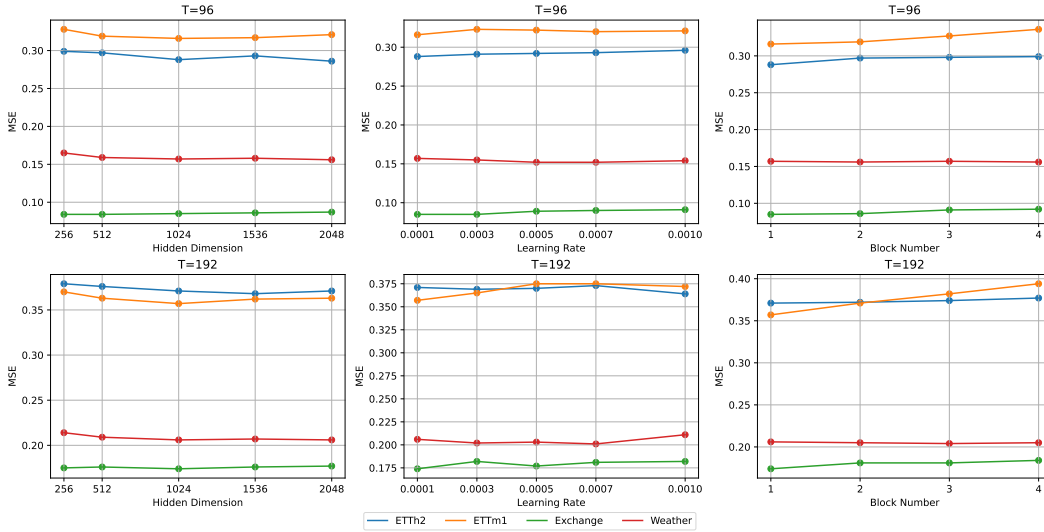 T=96
T=96
T=96
MSE
0.30
0.25
0.20
0.15
0.10
256 512 1024 1536 2048
Hidden Dimension
MSE
0.30
0.25
0.20
0.15
0.10
0.0001 0.0003 0.0005 0.0007 0.0010
Learning Rate
MSE
0.30
0.25
0.20
0.15
0.10
1 2 3 4
Block Number
T=192
T=192
T=192
MSE
0.35
0.30
0.25
0.20
256 512 1024 1536 2048
Hidden Dimension
MSE
0.375
0.350
0.325
0.300
0.275
0.250
0.225
0.200
0.175
0.0001 0.0003 0.0005 0.0007 0.0010
Learning Rate
MSE
0.40
0.35
0.30
0.25
0.20
1 2 3 4
Block Number
ETTh2 ETTm1 Exchange Weather